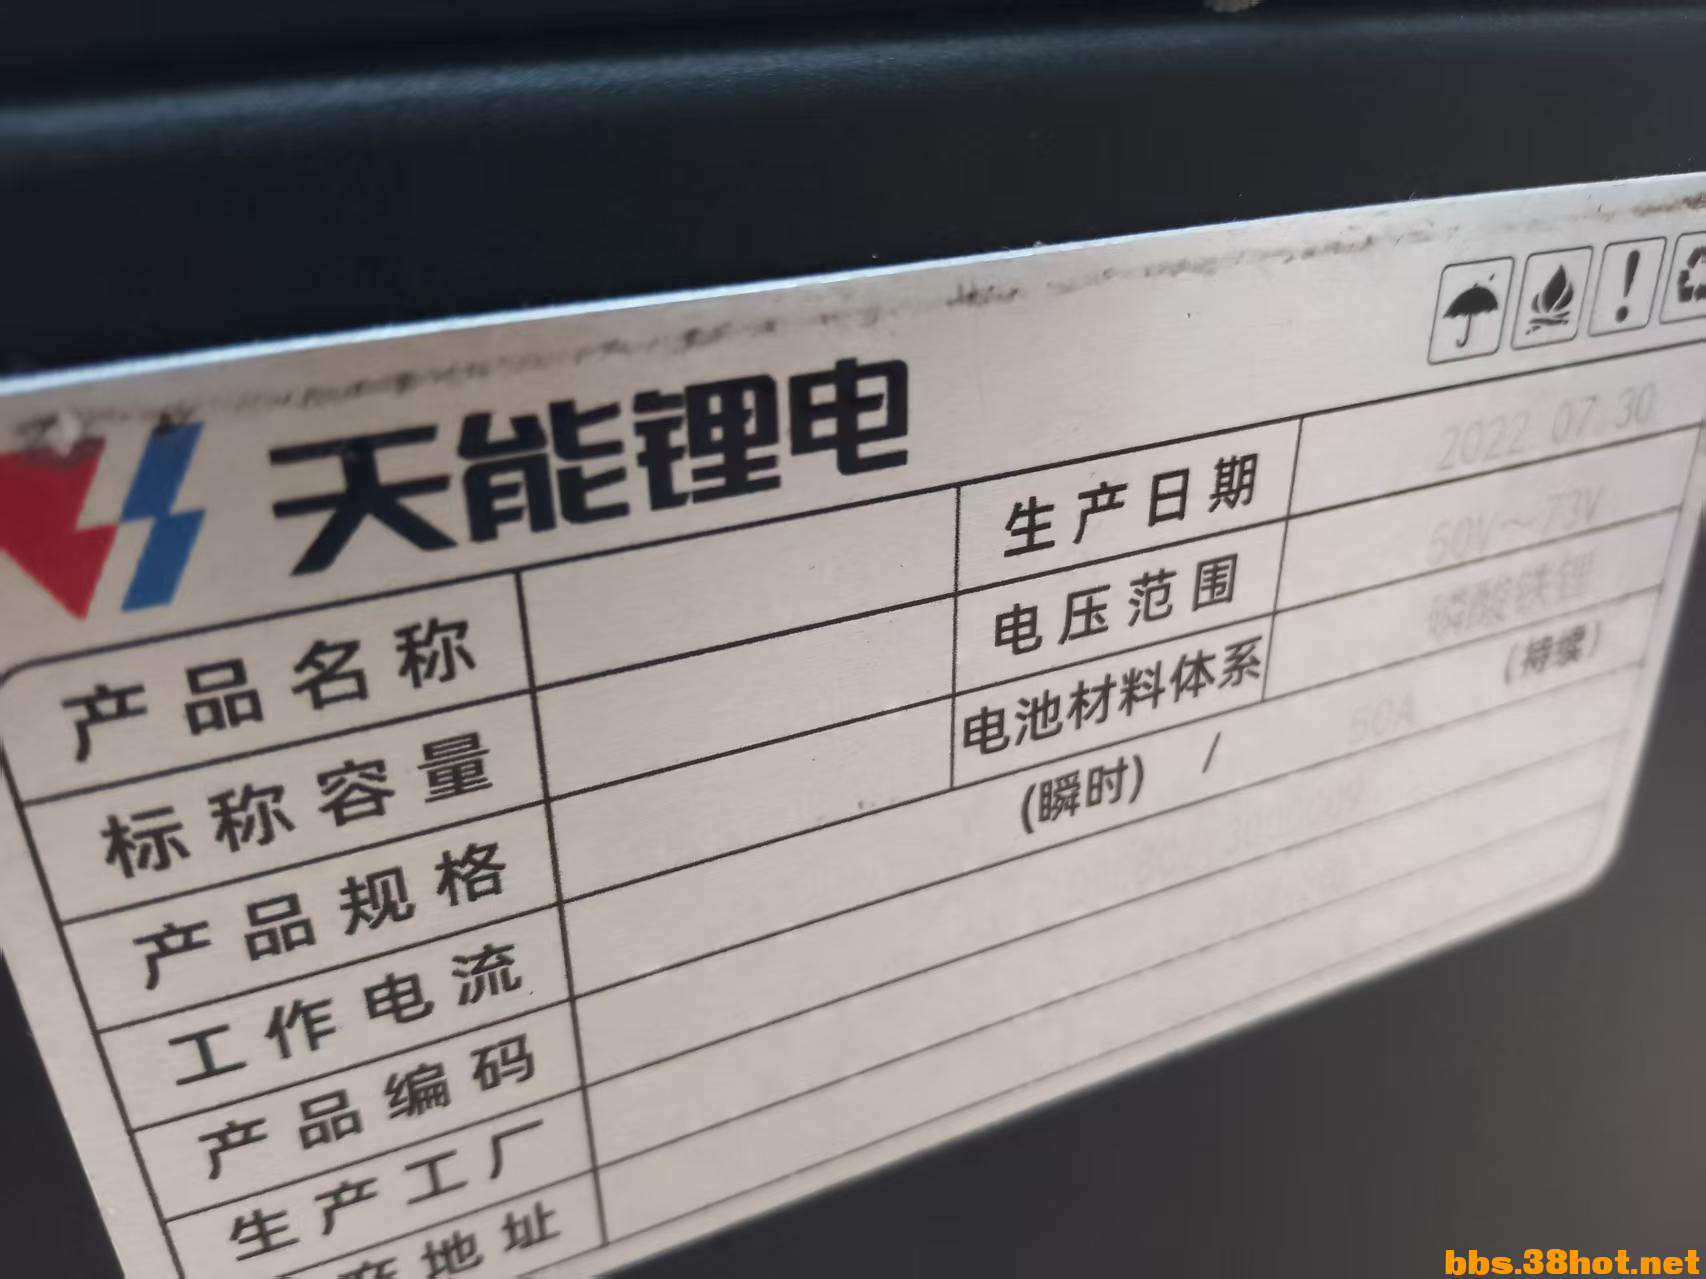 天能锂电
产品名称
生产日期 2022.07.30
标称容量
电压范围 60V~73V
产品规格
电池材料体系 磷酸铁锂
工作电流 (瞬时) / 50A (持续)
产品编码
生产工厂
产地址
bbs.38hot.net